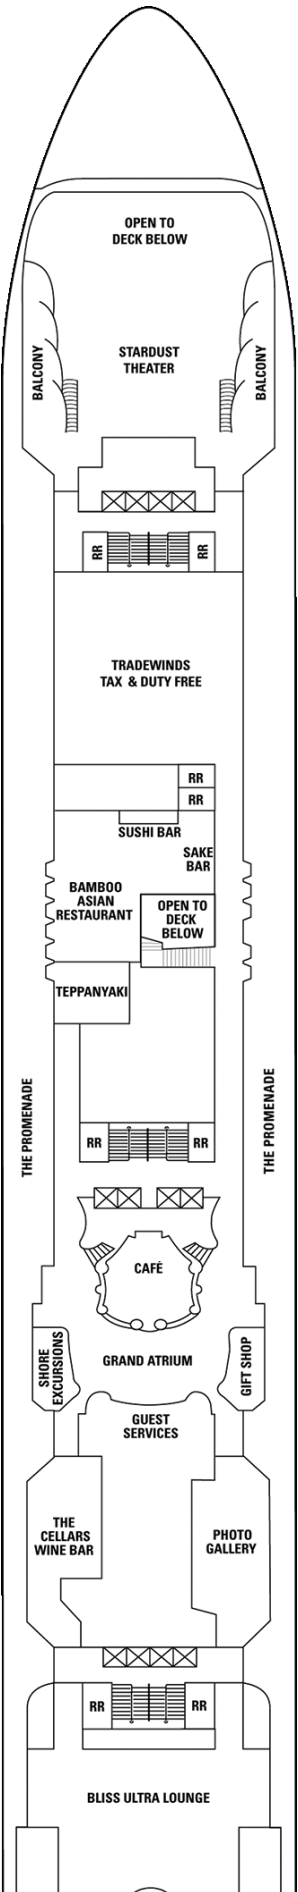 OPEN TO
DECK BELOW
BALCONY
STARDUST
THEATER
BALCONY
RR
RR
TRADEWINDS
TAX & DUTY FREE
RR
RR
SUSHI BAR
SAKE
BAR
BAMBOO
ASIAN
RESTAURANT
OPEN TO
DECK
BELOW
TEPPANYAKI
THE PROMENADE
THE PROMENADE
RR
RR
CAFÉ
SHORE
EXCURSIONS
GRAND ATRIUM
GIFT SHOP
GUEST
SERVICES
THE
CELLARS
WINE BAR
PHOTO
GALLERY
RR
RR
BLISS ULTRA LOUNGE